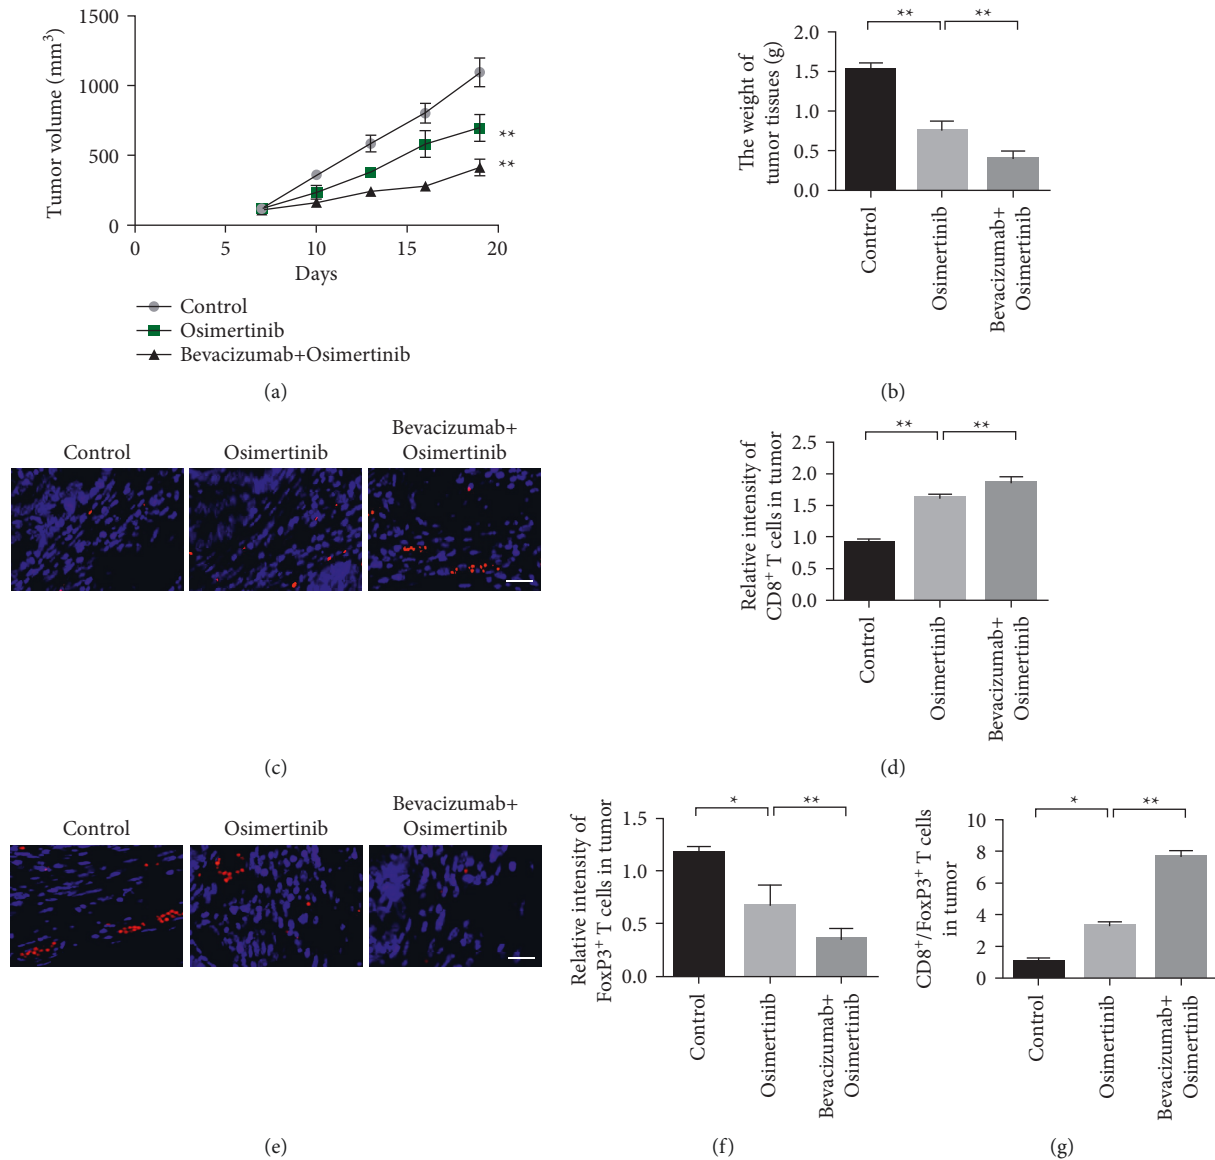 1500
1000
500
0
Tumor volume (mm³)
0 5 10 15 20
Days
Control
Osimertinib
Bevacizumab+Osimertinib
**
**
(a)
** **
2.0
1.5
1.0
0.5
0.0
The weight of
tumor tissues (g)
Control
Osimertinib
Bevacizumab+
Osimertinib
(b)
Control
Osimertinib
Bevacizumab+
Osimertinib
(c)
** **
2.5
2.0
1.5
1.0
0.5
0.0
Relative intensity of
CD8⁺ T cells in tumor
Control
Osimertinib
Bevacizumab+
Osimertinib
(d)
Control
Osimertinib
Bevacizumab+
Osimertinib
(e)
* **
1.5
1.0
0.5
0.0
Relative intensity of
FoxP3⁺ T cells in tumor
Control
Osimertinib
Bevacizumab+
Osimertinib
(f)
* **
10
8
6
4
2
0
CD8⁺/FoxP3⁺ T cells
in tumor
Control
Osimertinib
Bevacizumab+
Osimertinib
(g)